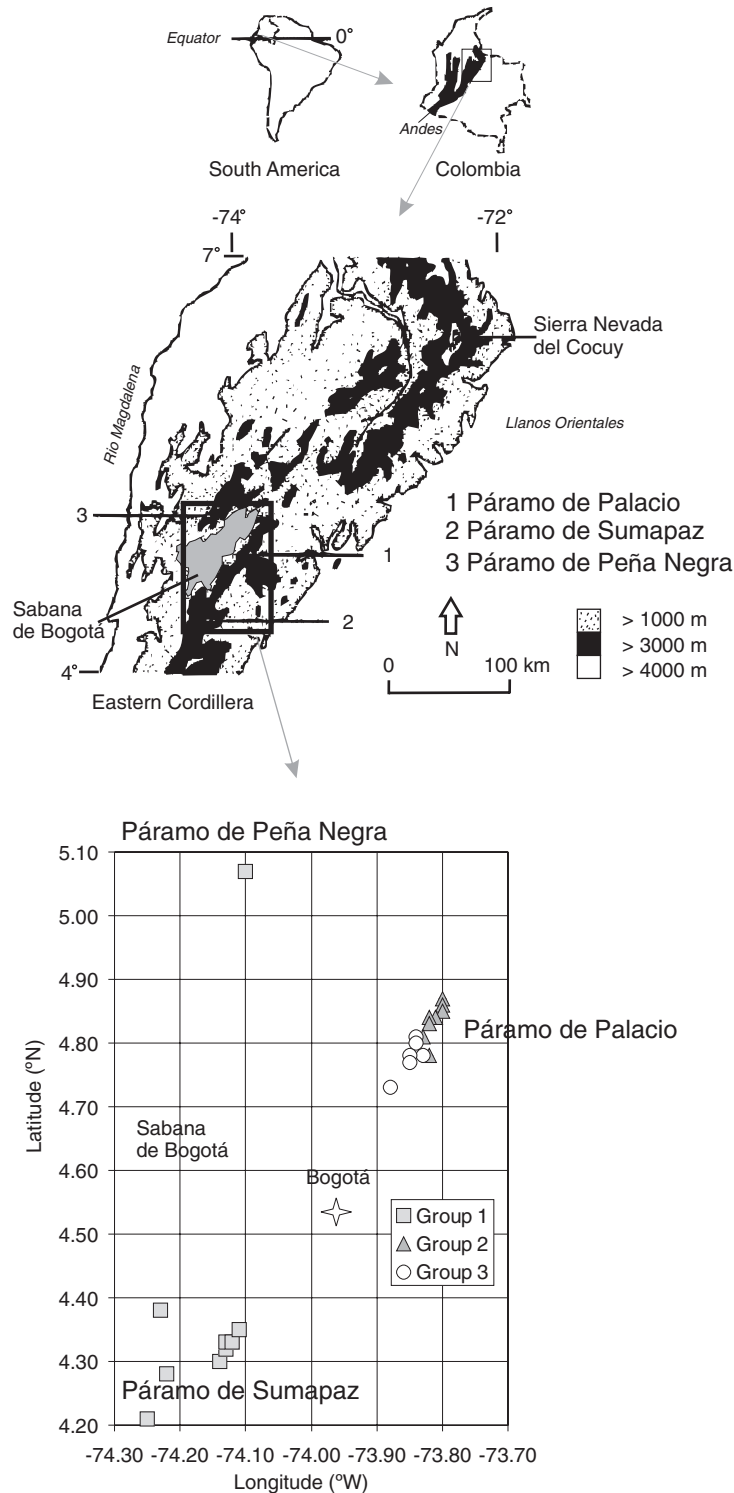 Equator
0°
Andes
South America
Colombia
-74°
-72°
7°
Sierra Nevada
del Cocuy
Rio Magdalena
Llanos Orientales
3
1 Páramo de Palacio
2 Páramo de Sumapaz
3 Páramo de Peña Negra
1
Sabana
de Bogotá
2
N
0
100 km
> 1000 m
> 3000 m
> 4000 m
4°
Eastern Cordillera
Páramo de Peña Negra
5.10
5.00
4.90
4.80
4.70
4.60
4.50
4.40
4.30
4.20
Latitude (°N)
Páramo de Palacio
Sabana
de Bogotá
Bogotá
Group 1
Group 2
Group 3
Páramo de Sumapaz
-74.30 -74.20 -74.10 -74.00 -73.90 -73.80 -73.70
Longitude (°W)